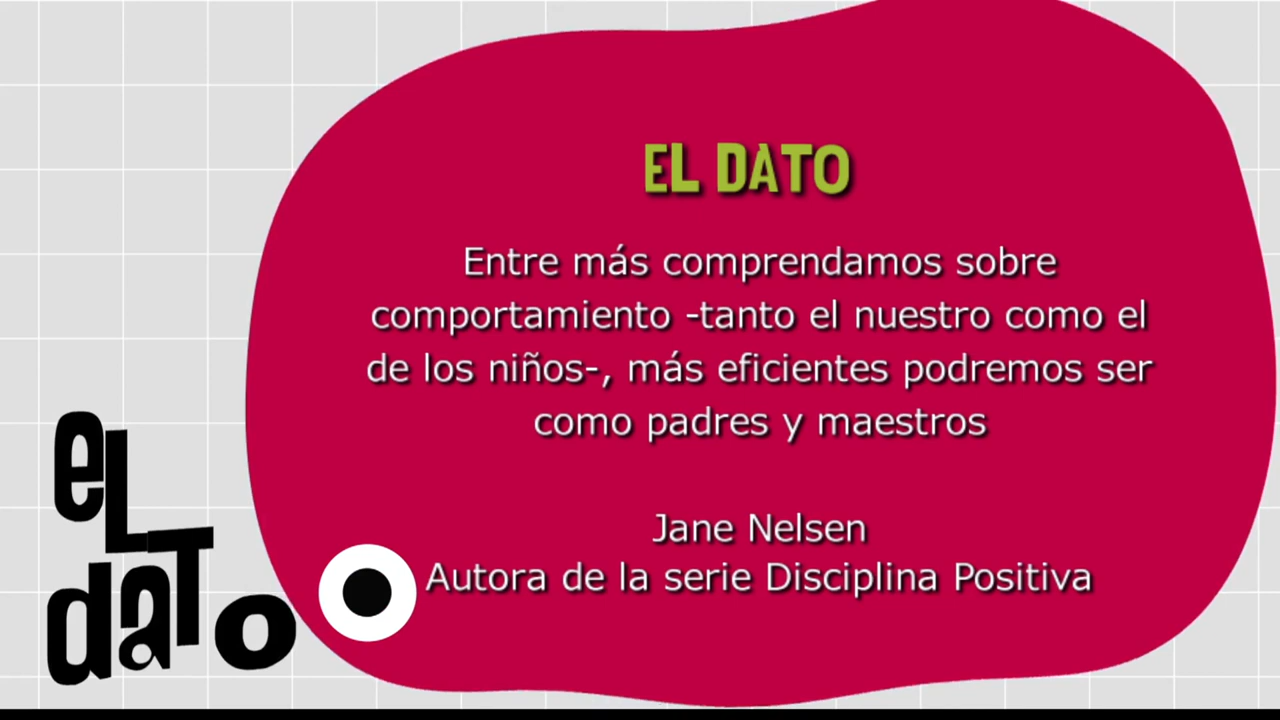 EL DATO
Entre más comprendamos sobre
comportamiento -tanto el nuestro como el
de los niños-, más eficientes podremos ser
como padres y maestros
Jane Nelsen
Autora de la serie Disciplina Positiva
eL
daTo